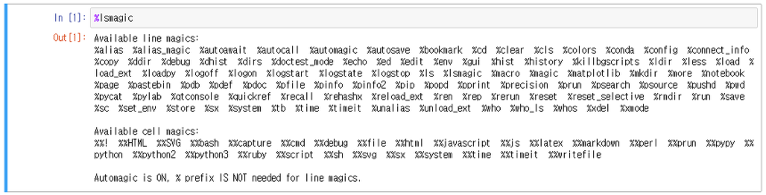 In [1]: %lsmagic
Out[1]: Available line magics:
%alias %alias_magic %autoawait %autocall %automagic %autosave %bookmark %cd %clear %cls %colors %conda %config %connect_info
%copy %ddir %debug %dhist %dirs %doctest_mode %echo %ed %edit %env %gui %hist %history %killbgscripts %ldir %less %load %
load_ext %loadpy %logoff %logon %logstart %logstate %logstop %ls %lsmagic %macro %magic %matplotlib %mkdir %more %notebook
%page %pastebin %pdb %pdef %pdoc %pfile %pinfo %pinfo2 %pip %popd %pprint %precision %prun %psearch %psource %pushd %pwd
%pycat %pylab %qtconsole %quickref %recall %rehashx %reload_ext %ren %rep %rerun %reset %reset_selective %rmdir %run %save
%sc %set_env %store %sx %system %tb %time %timeit %unalias %unload_ext %who %who_ls %whos %xdel %xmode
Available cell magics:
%%! %%HTML %%SVG %%bash %%capture %%cmd %%debug %%file %%html %%javascript %%js %%latex %%markdown %%perl %%prun %%pypy %%
python %%python2 %%python3 %%ruby %%script %%sh %%svg %%sx %%system %%time %%timeit %%writefile
Automagic is ON, % prefix IS NOT needed for line magics.